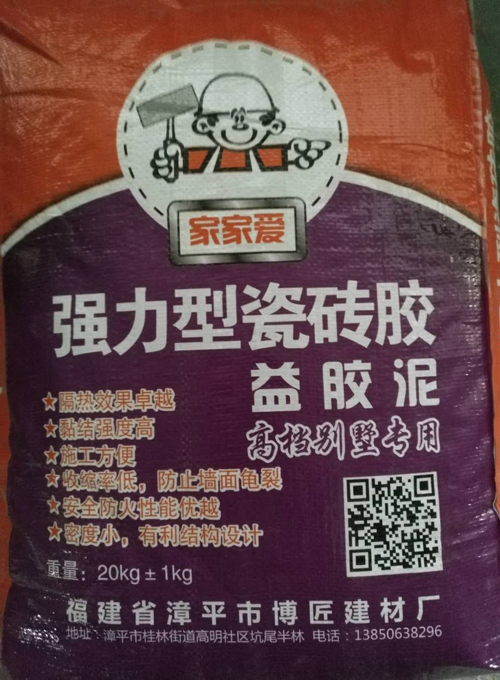 家家爱
强力型瓷砖胶
益胶泥
高档别墅专用
★隔热效果卓越
★黏结强度高
★施工方便
★收缩率低，防止墙面龟裂
★安全防火性能优越
★密度小，有利结构设计
重量：20kg±1kg
福建省漳平市博匠建材厂
地址：漳平市桂林街道高明社区坑尾半林 电话：13850638296